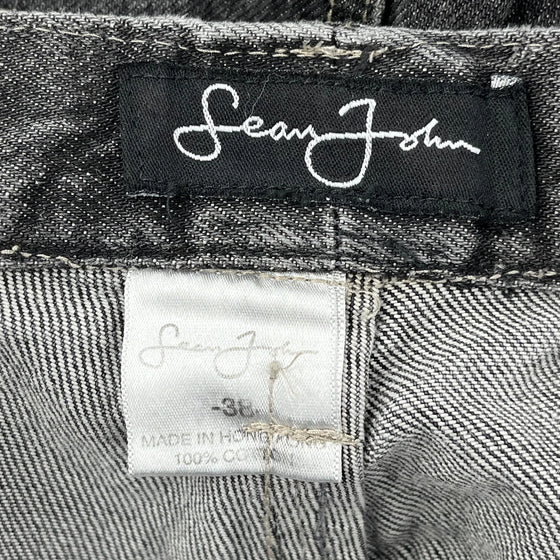 Sean John
Sean John
-38-
MADE IN HONG KONG
100% COTTON